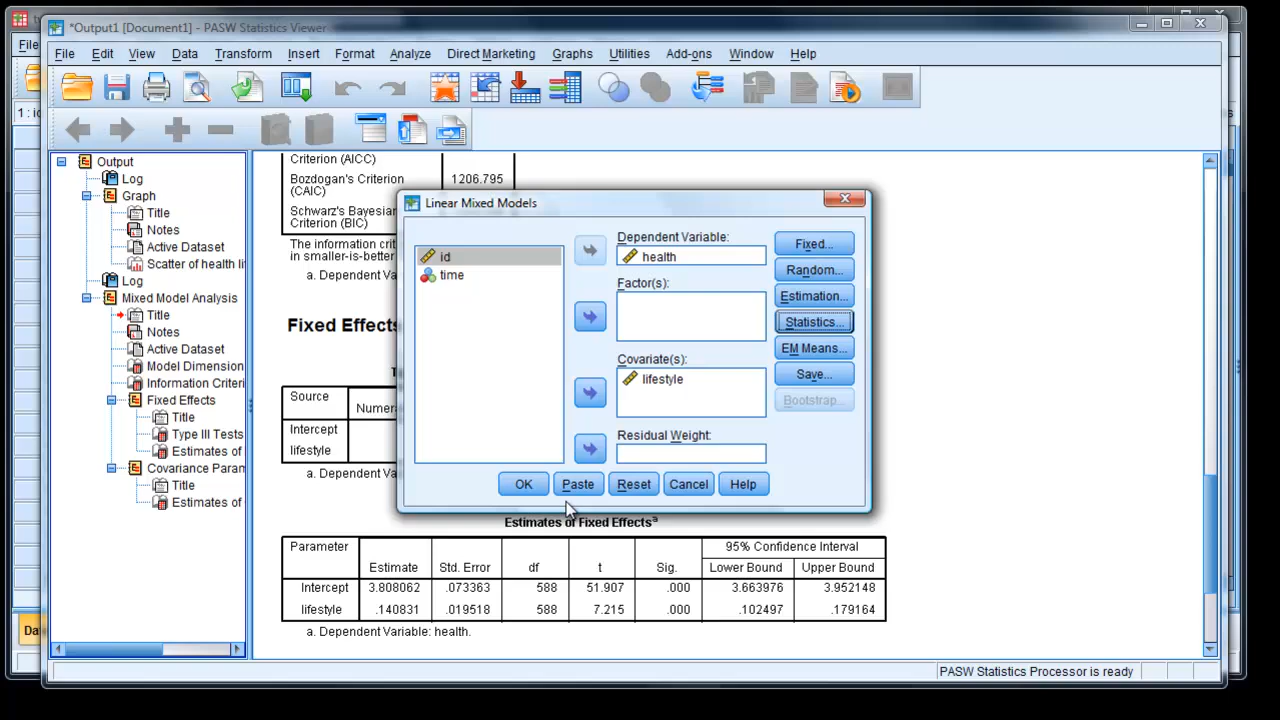 *Output1 [Document1] - PASW Statistics Viewer
File
File Edit View Data Transform Insert Format Analyze Direct Marketing Graphs Utilities Add-ons Window Help
1 : ic
Output
Log
Graph
Title
Notes
Active Dataset
Scatter of health li
Log
Mixed Model Analysis
Title
Notes
Active Dataset
Model Dimension
Information Criteri
Fixed Effects
Title
Type III Tests
Estimates of
Covariance Param
Title
Estimates of
Da
Criterion (AICC)
Bozdogan's Criterion (CAIC) 1206.795
Schwarz's Bayesian Criterion (BIC)
The information crit
in smaller-is-better
a. Dependent Va
Fixed Effects
Source Numera
Intercept
lifestyle
a. Dependent Va
Linear Mixed Models
id
time
Dependent Variable:
health
Factor(s):
Covariate(s):
lifestyle
Residual Weight:
Fixed...
Random...
Estimation...
Statistics...
EM Means...
Save...
Bootstrap...
OK Paste Reset Cancel Help
Estimates of Fixed Effects a
Parameter Estimate Std. Error df t Sig. 95% Confidence Interval
Lower Bound Upper Bound
Intercept 3.808062 .073363 588 51.907 .000 3.663976 3.952148
lifestyle .140831 .019518 588 7.215 .000 .102497 .179164
a. Dependent Variable: health.
PASW Statistics Processor is ready